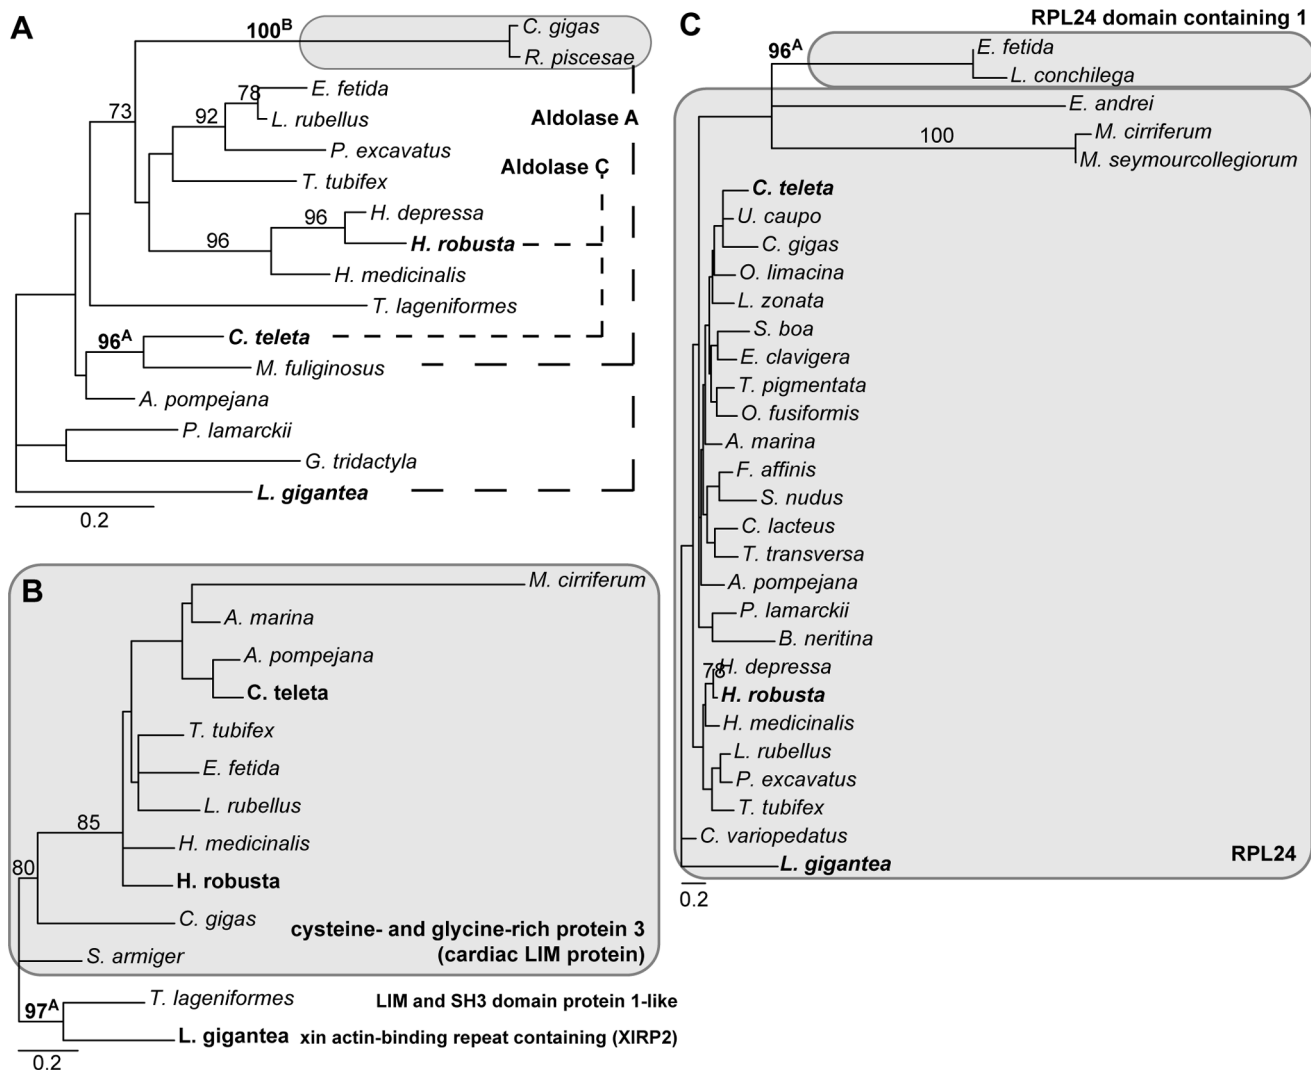 A
100B
C. gigas
R. piscesae
73
78
E. fetida
92
L. rubellus
Aldolase A
P. excavatus
Aldolase C
T. tubifex
96
H. depressa
96
H. robusta
H. medicinalis
T. lageniformes
96A
C. teleta
M. fuliginosus
A. pompejana
P. lamarckii
G. tridactyla
L. gigantea
0.2
B
M. cirriferum
A. marina
A. pompejana
C. teleta
T. tubifex
E. fetida
L. rubellus
85
H. medicinalis
80
H. robusta
C. gigas
cysteine- and glycine-rich protein 3
(cardiac LIM protein)
S. armiger
97A
T. lageniformes LIM and SH3 domain protein 1-like
L. gigantea xin actin-binding repeat containing (XIRP2)
0.2
C
RPL24 domain containing 1
96A
E. fetida
L. conchilega
E. andrei
100
M. cirriferum
M. seymourcollegiorum
C. teleta
U. caupo
C. gigas
O. limacina
L. zonata
S. boa
E. clavigera
T. pigmentata
O. fusiformis
A. marina
F. affinis
S. nudus
C. lacteus
T. transversa
A. pompejana
P. lamarckii
B. neritina
78
H. depressa
H. robusta
H. medicinalis
L. rubellus
P. excavatus
T. tubifex
C. variopedatus
RPL24
L. gigantea
0.2